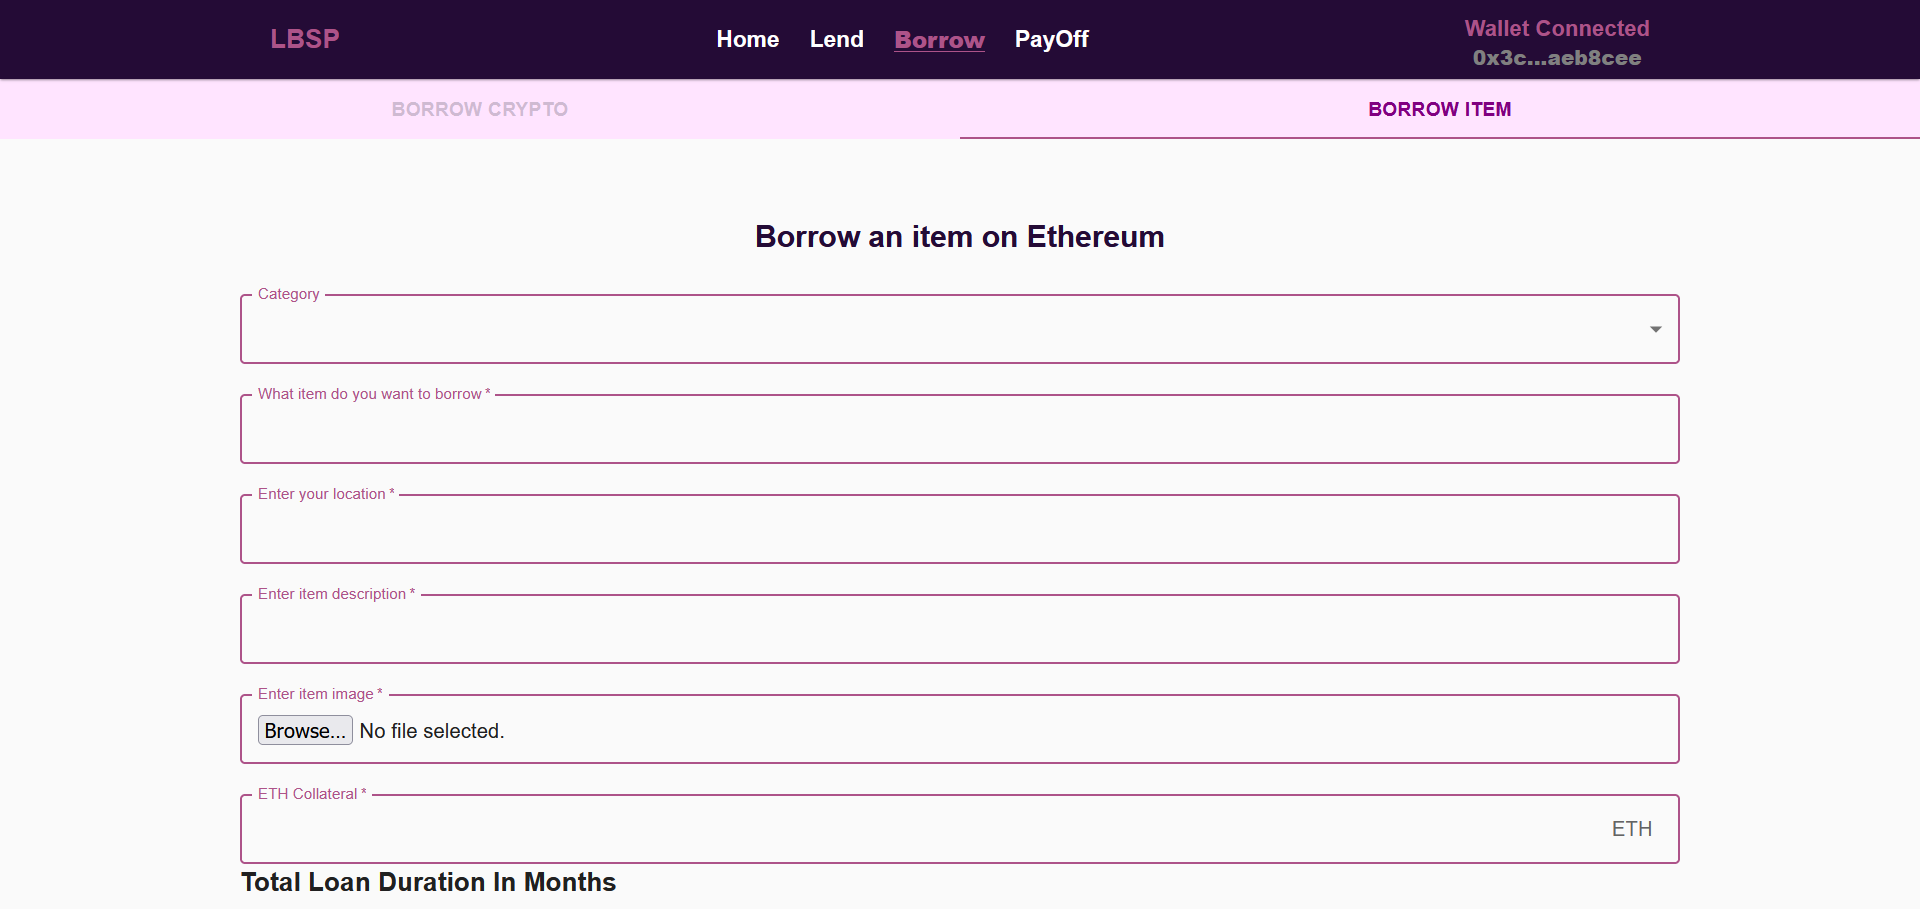 LBSP
Home Lend Borrow PayOff
Wallet Connected
0x3c...aeb8cee
BORROW CRYPTO
BORROW ITEM
Borrow an item on Ethereum
Category
What item do you want to borrow *
Enter your location *
Enter item description *
Enter item image *
Browse... No file selected.
ETH Collateral *
ETH
Total Loan Duration In Months